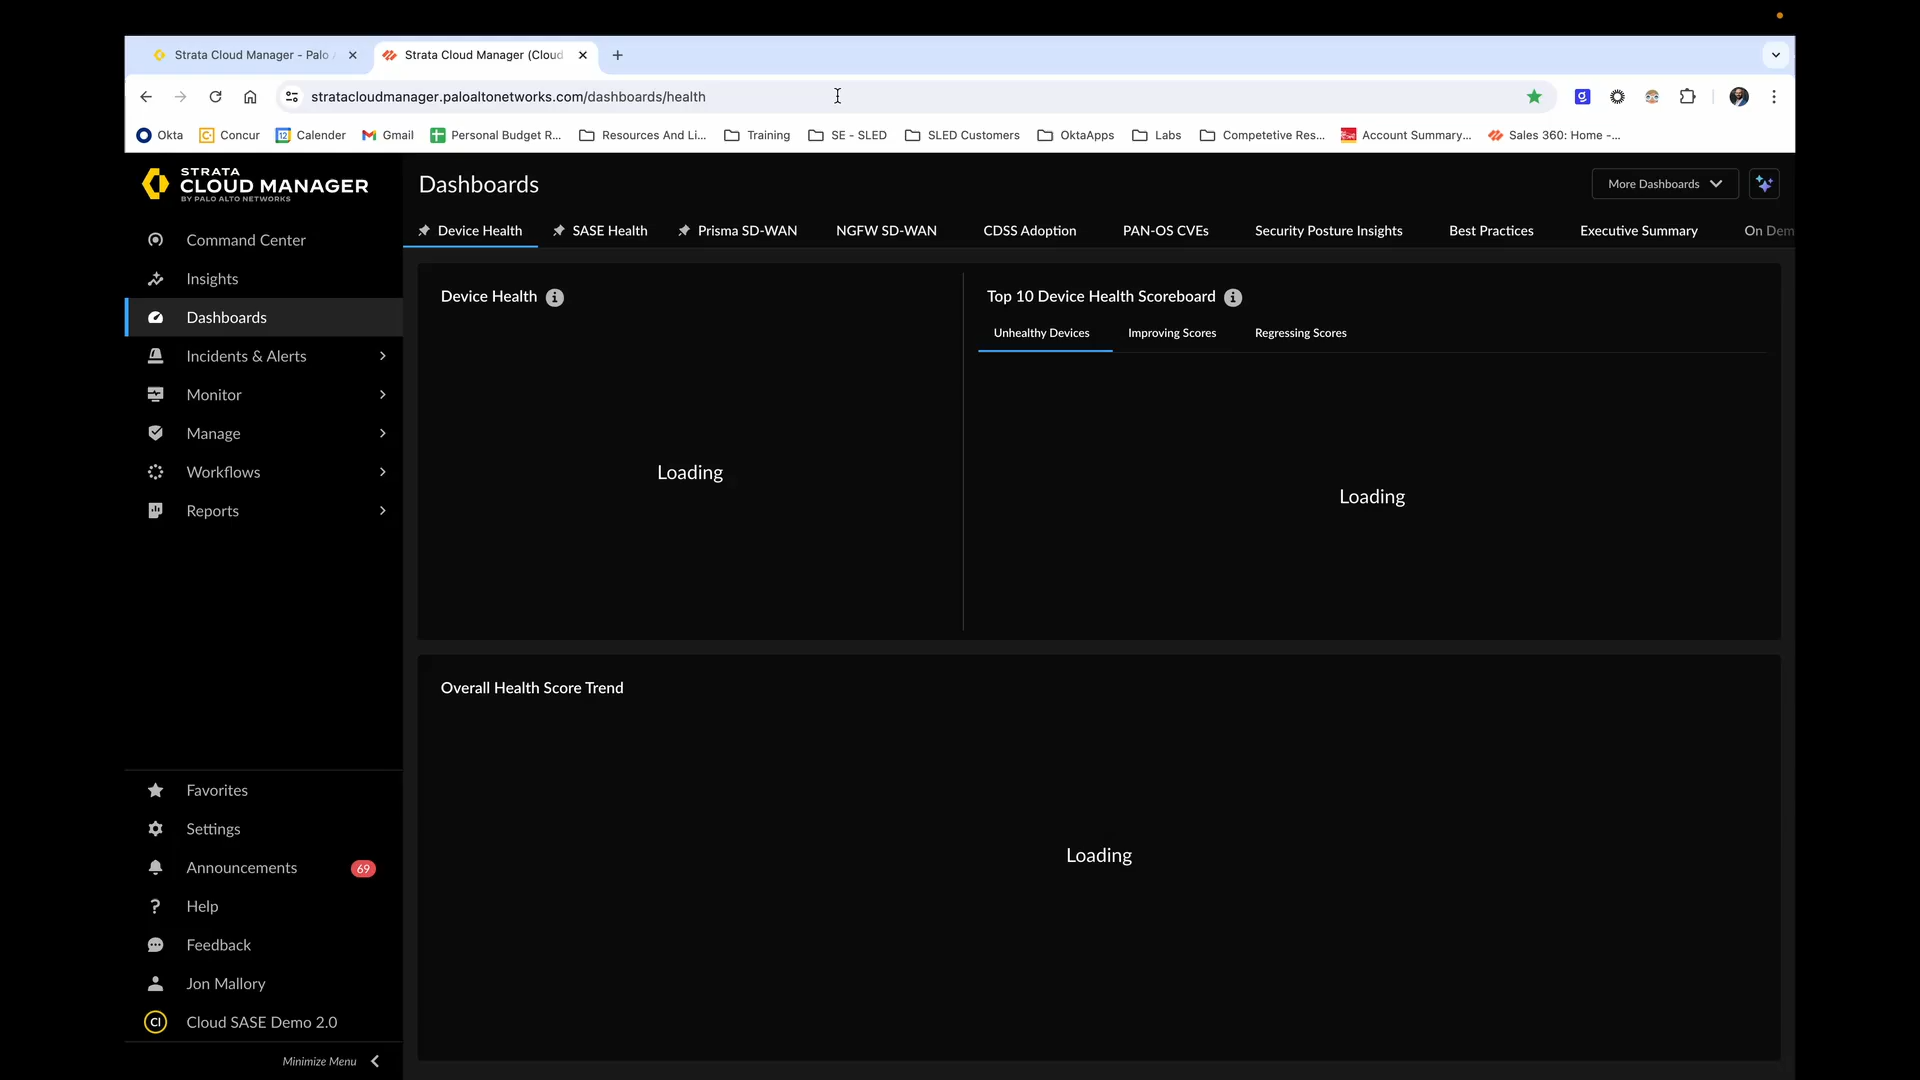 Strata Cloud Manager - Palo
Strata Cloud Manager (Cloud
stratacloudmanager.paloaltonetworks.com/dashboards/health
Okta
Concur
Calender
Gmail
Personal Budget R...
Resources And Li...
Training
SE - SLED
SLED Customers
OktaApps
Labs
Competetive Res...
Account Summary...
Sales 360: Home -...
STRATA
CLOUD MANAGER
BY PALO ALTO NETWORKS
Dashboards
More Dashboards
Command Center
Insights
Dashboards
Incidents & Alerts
Monitor
Manage
Workflows
Reports
Device Health
SASE Health
Prisma SD-WAN
NGFW SD-WAN
CDSS Adoption
PAN-OS CVEs
Security Posture Insights
Best Practices
Executive Summary
On Dem
Device Health
Loading
Top 10 Device Health Scoreboard
Unhealthy Devices
Improving Scores
Regressing Scores
Loading
Overall Health Score Trend
Loading
Favorites
Settings
Announcements
69
Help
Feedback
Jon Mallory
CI
Cloud SASE Demo 2.0
Minimize Menu